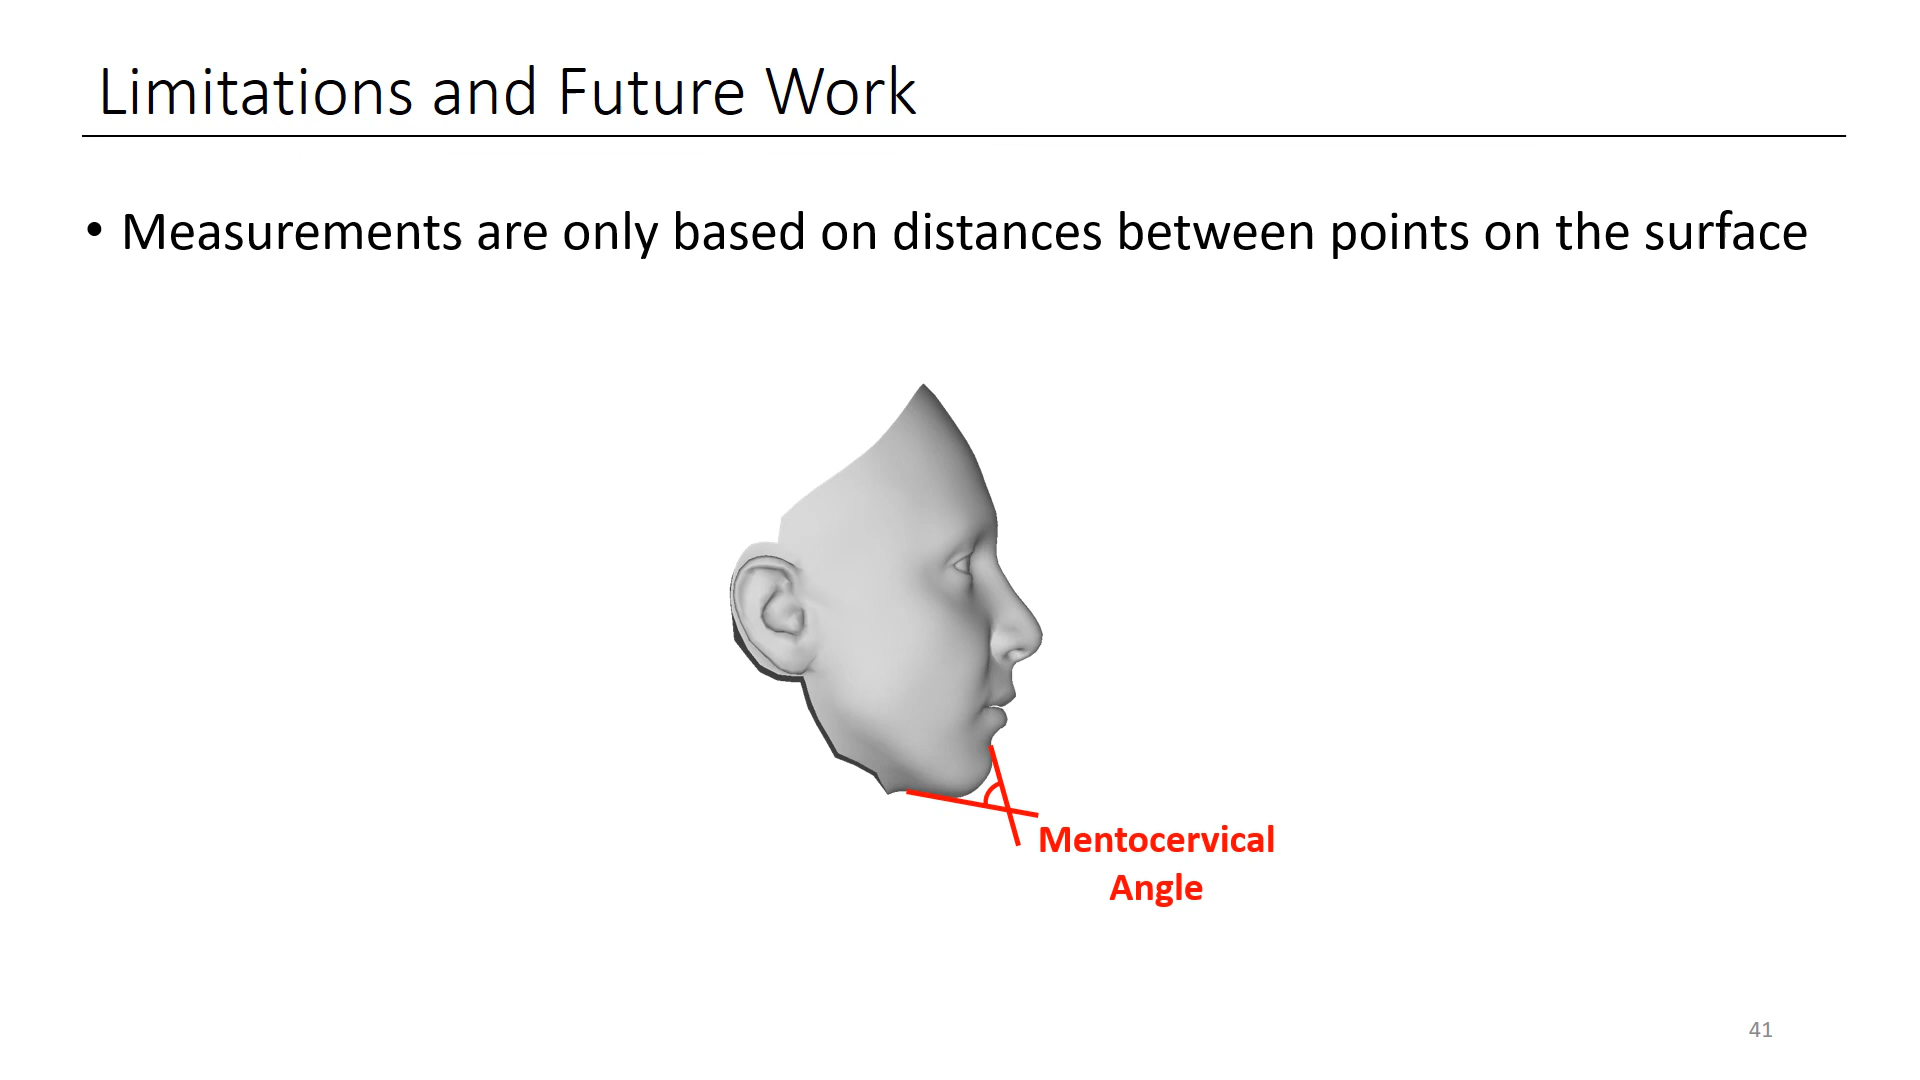 Limitations and Future Work
• Measurements are only based on distances between points on the surface
Mentocervical
Angle
41